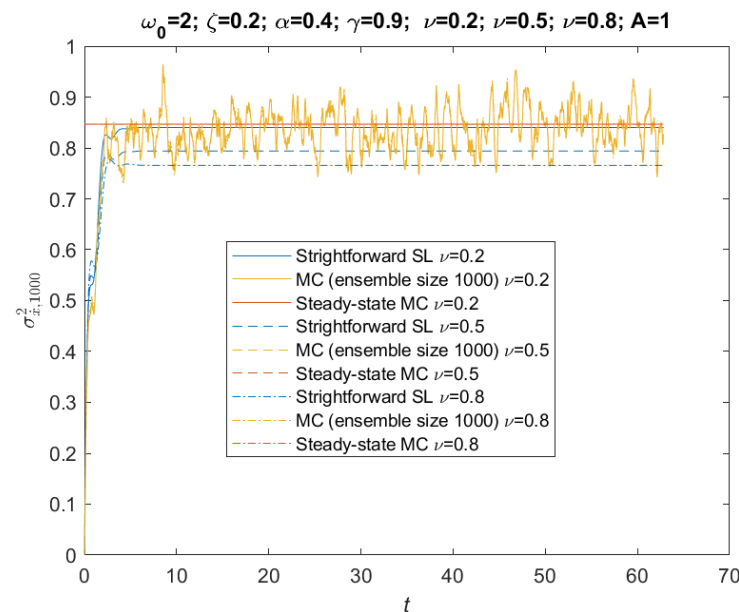 ω₀=2; ζ=0.2; α=0.4; γ=0.9; ν=0.2; ν=0.5; ν=0.8; A=1
1
0.9
0.8
0.7
0.6
0.5
0.4
0.3
0.2
0.1
0
σ²ẋ,1000
Strightforward SL ν=0.2
MC (ensemble size 1000) ν=0.2
Steady-state MC ν=0.2
Strightforward SL ν=0.5
MC (ensemble size 1000) ν=0.5
Steady-state MC ν=0.5
Strightforward SL ν=0.8
MC (ensemble size 1000) ν=0.8
Steady-state MC ν=0.8
0 10 20 30 40 50 60 70
t